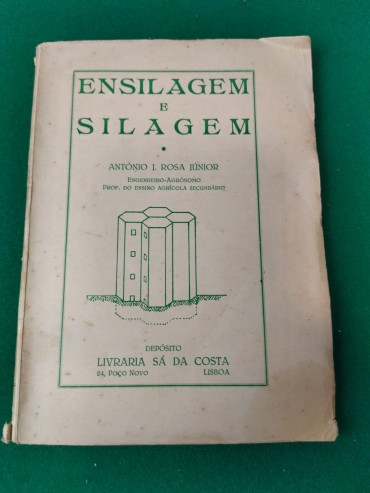 ENSILAGEM
E
SILAGEM
ANTÓNIO J. ROSA JÚNIOR
ENGENHEIRO-AGRÓNOMO
PROF. DO ENSINO AGRÍCOLA SECUNDÁRIO
DEPÓSITO
LIVRARIA SÁ DA COSTA
24, POÇO NOVO LISBOA